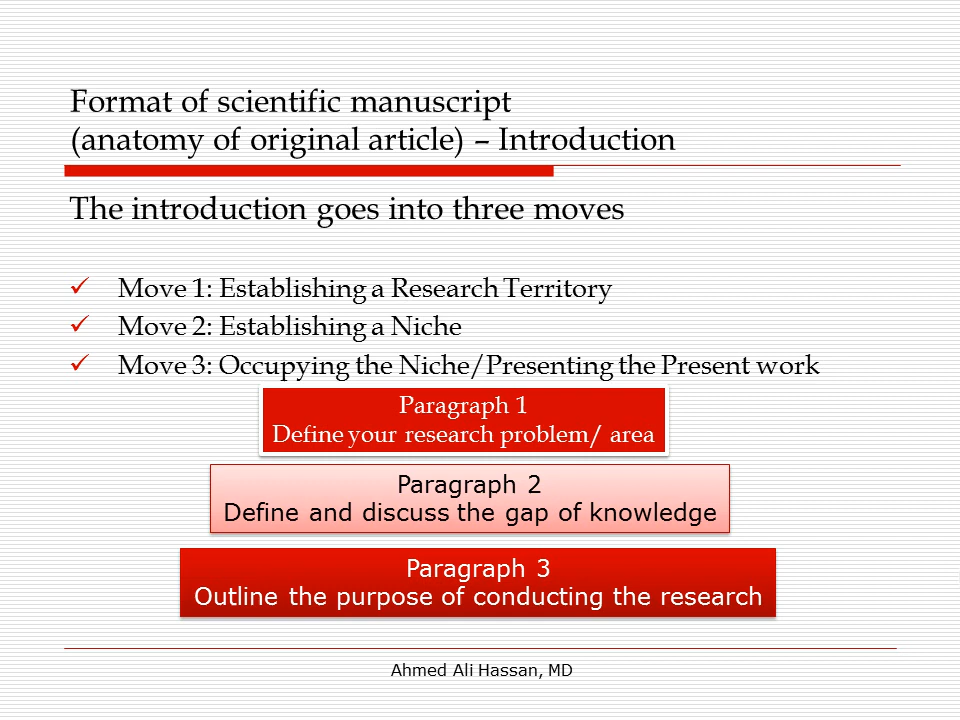 Format of scientific manuscript
(anatomy of original article) – Introduction
The introduction goes into three moves
✓ Move 1: Establishing a Research Territory
✓ Move 2: Establishing a Niche
✓ Move 3: Occupying the Niche/Presenting the Present work
Paragraph 1
Define your research problem/ area
Paragraph 2
Define and discuss the gap of knowledge
Paragraph 3
Outline the purpose of conducting the research
Ahmed Ali Hassan, MD